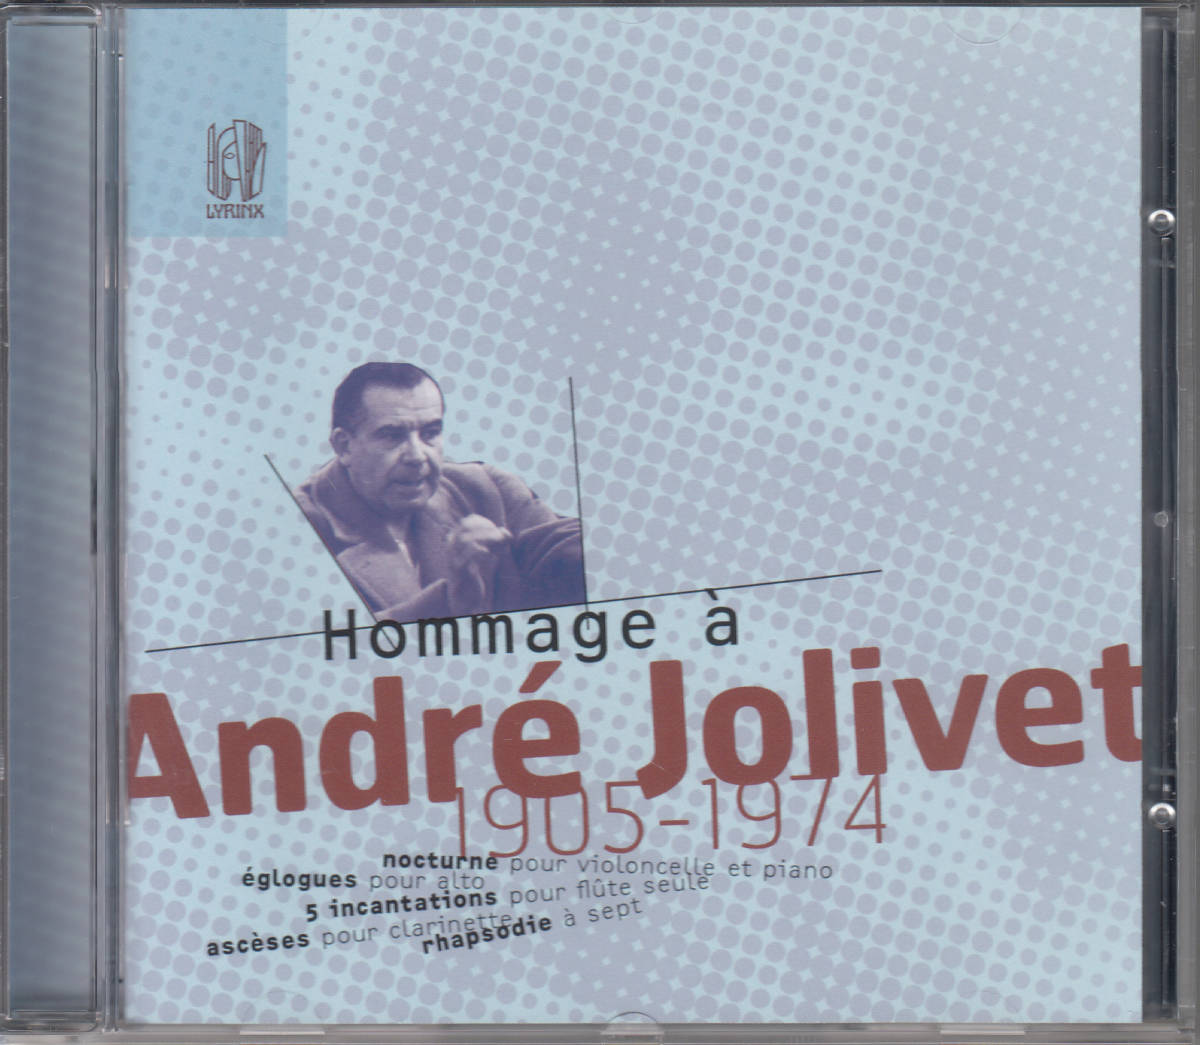 LYRINX
Hommage à
André Jolivet
1905-1974
nocturne pour violoncelle et piano
églogues pour alto
5 incantations pour flûte seule
ascèses pour clarinette
rhapsodie à sept